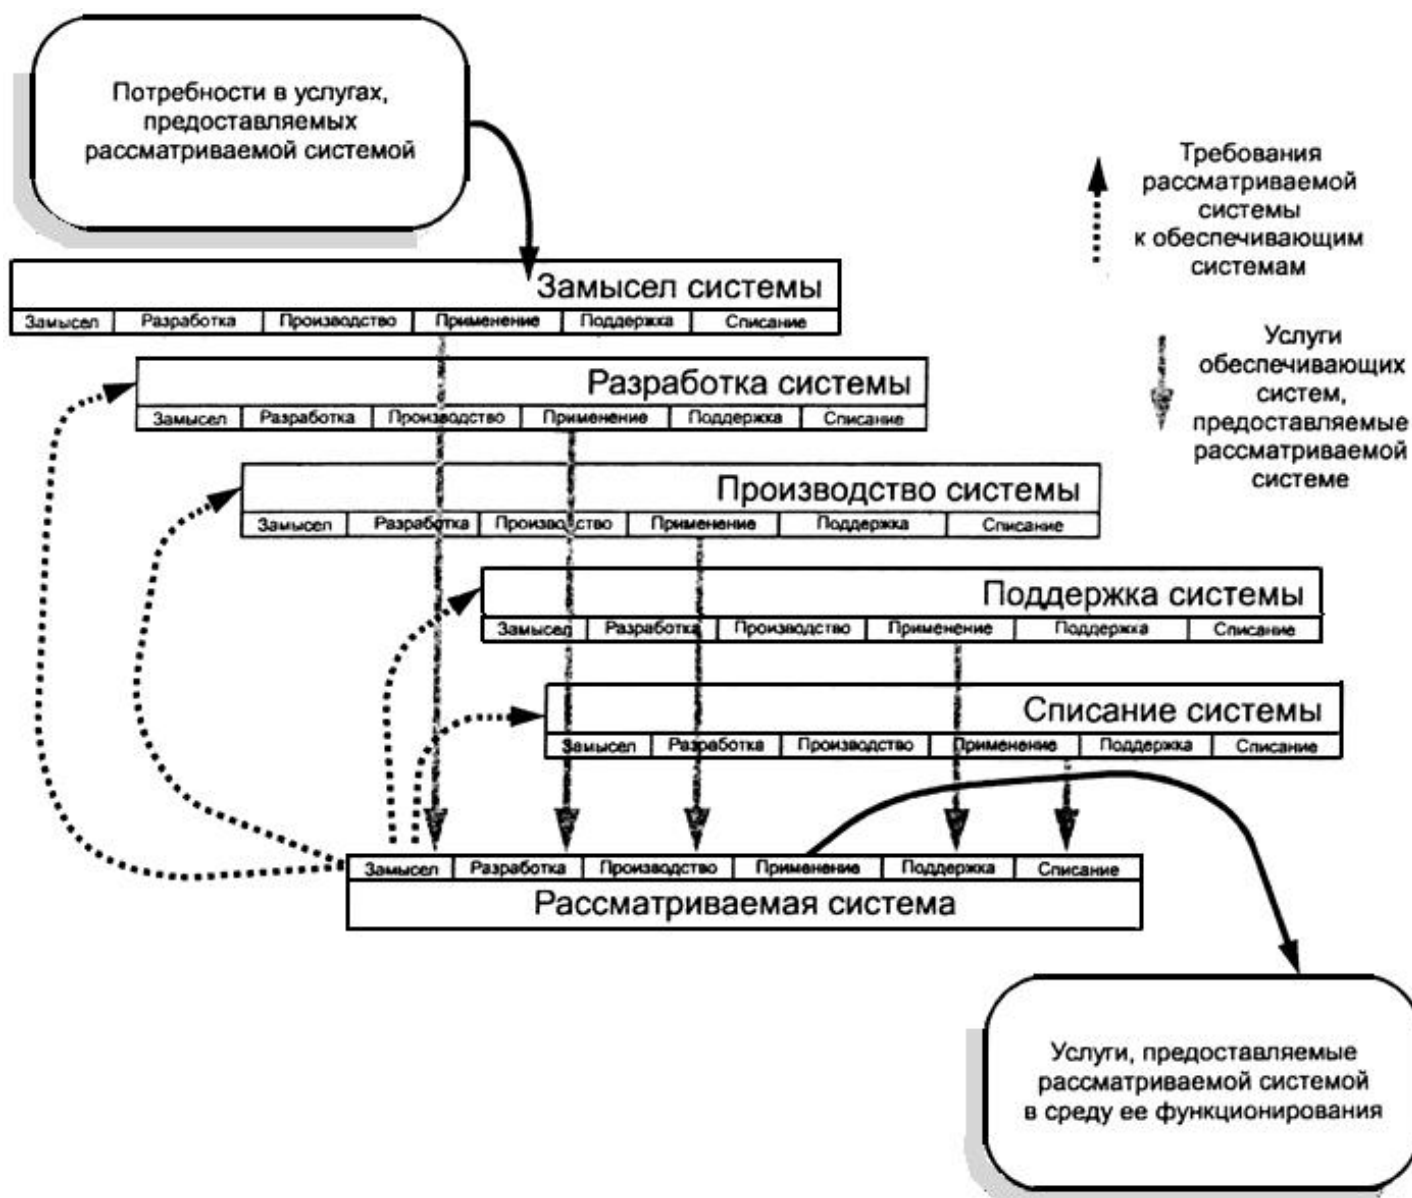 Потребности в услугах,
предоставляемых
рассматриваемой системой
Требования
рассматриваемой
системы
к обеспечивающим
системам
Замысел системы
Замысел Разработка Производство Применение Поддержка Списание
Услуги
обеспечивающих
систем,
предоставляемые
рассматриваемой
системе
Разработка системы
Замысел Разработка Производство Применение Поддержка Списание
Производство системы
Замысел Разработка Производство Применение Поддержка Списание
Поддержка системы
Замысел Разработка Производство Применение Поддержка Списание
Списание системы
Замысел Разработка Производство Применение Поддержка Списание
Замысел Разработка Производство Применение Поддержка Списание
Рассматриваемая система
Услуги, предоставляемые
рассматриваемой системой
в среду ее функционирования